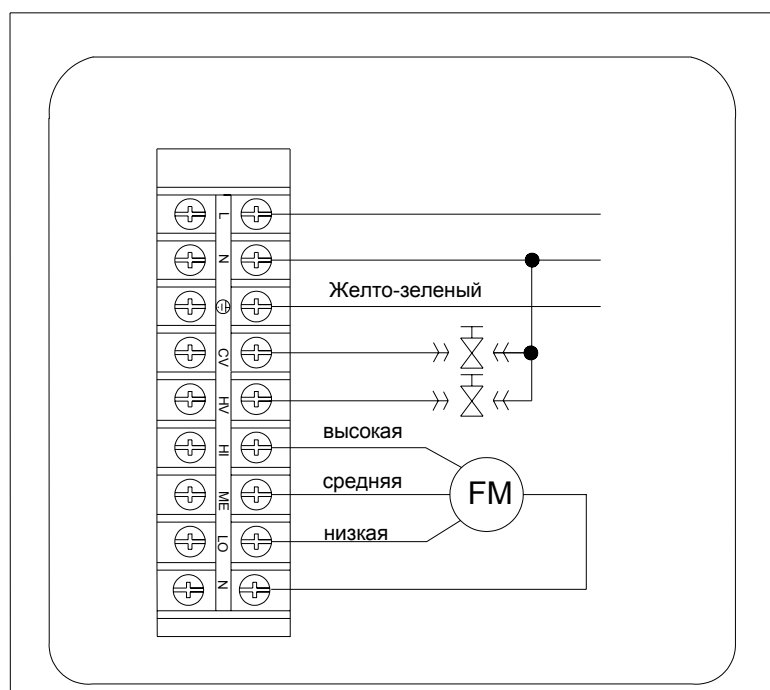 L
N
Желто-зеленый
CV
HV
высокая
HI
средняя
FM
ME
низкая
LO
N